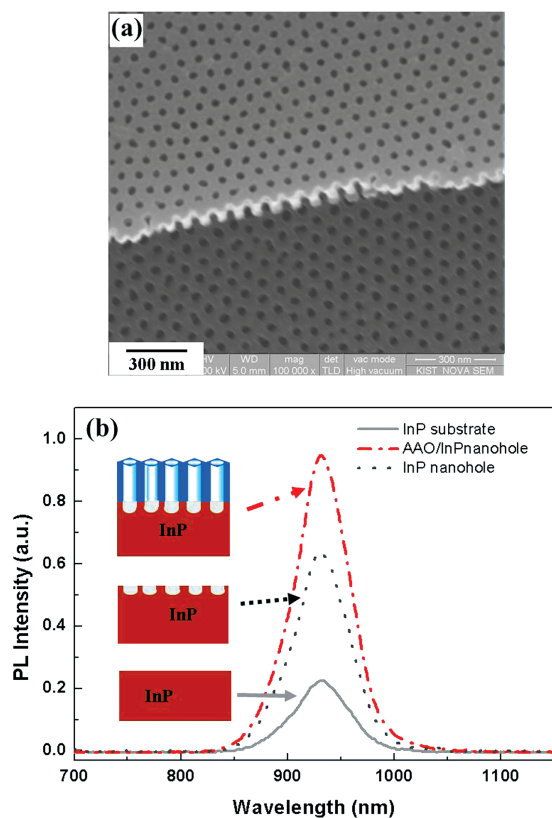 (a)
HV WD mag det vac mode 300 nm
00 kV 5.0 mm 100 000 x TLD High vacuum KIST NOVA SEM
300 nm
(b)
InP substrate
AAO/InPnanohole
InP nanohole
1.0
0.8
0.6
0.4
0.2
0.0
PL Intensity (a.u.)
InP
InP
InP
700 800 900 1000 1100
Wavelength (nm)